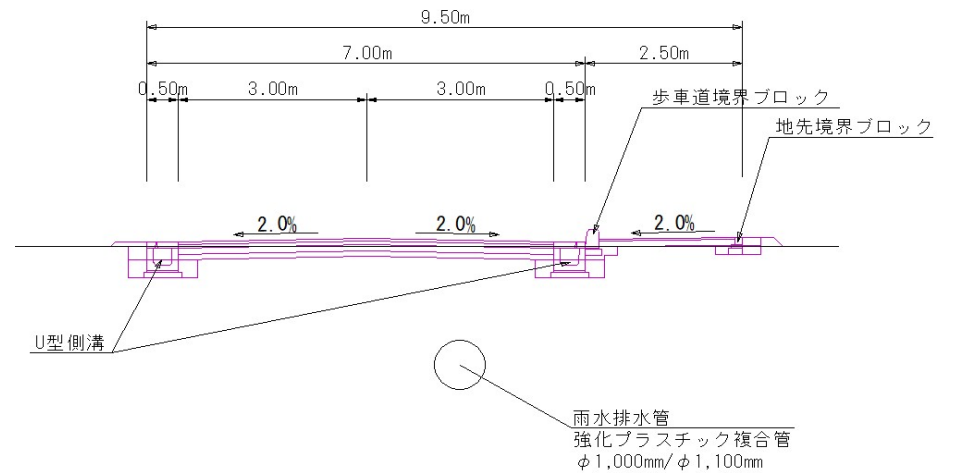 9.50m
7.00m
2.50m
0.50m
3.00m
3.00m
0.50m
歩車道境界ブロック
地先境界ブロック
2.0%
2.0%
2.0%
U型側溝
雨水排水管
強化プラスチック複合管
φ1,000mm/φ1,100mm